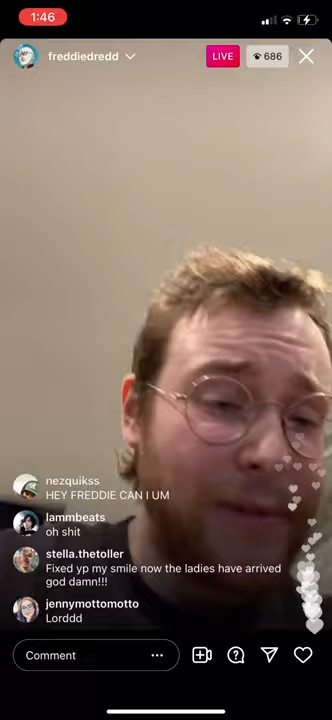 1:46
freddiedredd
LIVE
686
nezquikss
HEY FREDDIE CAN I UM
lammbeats
oh shit
stella.thetoller
Fixed yp my smile now the ladies have arrived
god damn!!!
jennymottomotto
Lorddd
Comment